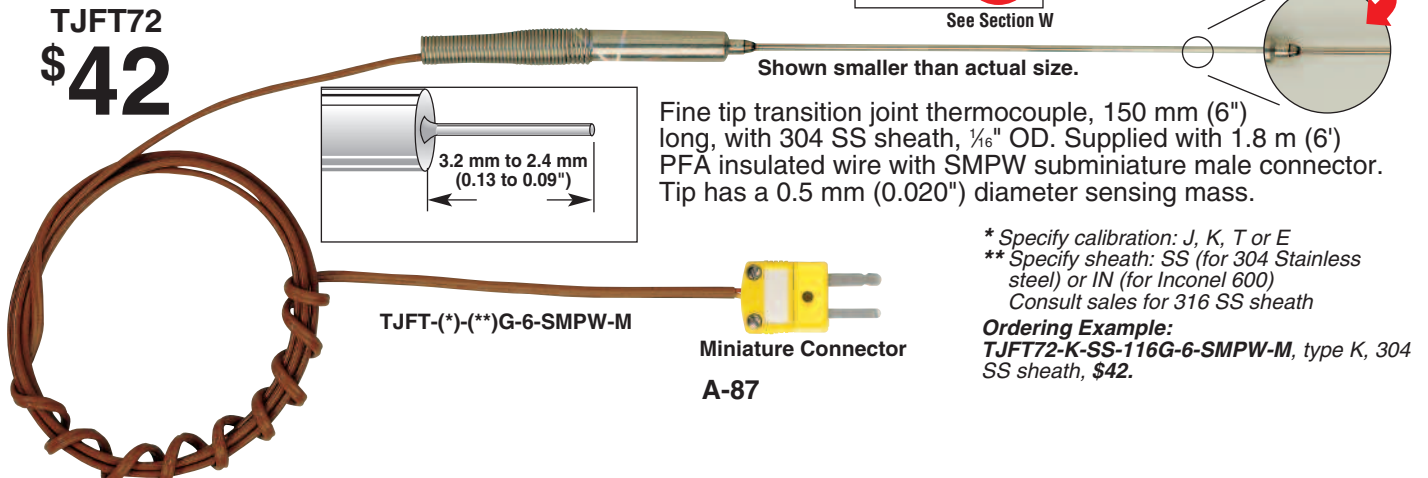 TJFT72
$42
See Section W
Shown smaller than actual size.
3.2 mm to 2.4 mm
(0.13 to 0.09")
Fine tip transition joint thermocouple, 150 mm (6")
long, with 304 SS sheath, 1⁄16" OD. Supplied with 1.8 m (6')
PFA insulated wire with SMPW subminiature male connector.
Tip has a 0.5 mm (0.020") diameter sensing mass.
TJFT-(*)-(**)G-6-SMPW-M
Miniature Connector
A-87
* Specify calibration: J, K, T or E
** Specify sheath: SS (for 304 Stainless
steel) or IN (for Inconel 600)
Consult sales for 316 SS sheath
Ordering Example:
TJFT72-K-SS-116G-6-SMPW-M, type K, 304
SS sheath, $42.